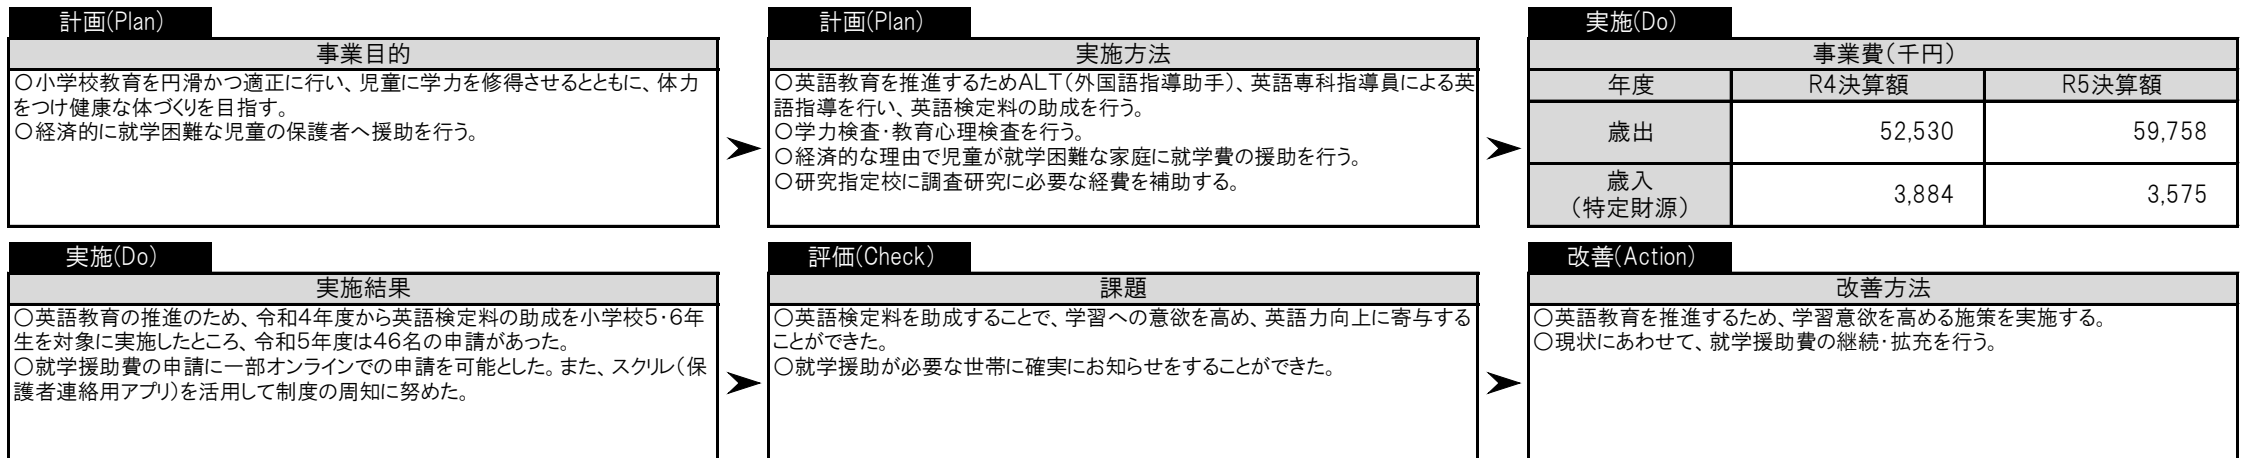 計画(Plan)
事業目的
〇小学校教育を円滑かつ適正に行い、児童に学力を修得させるとともに、体力
をつけ健康な体づくりを目指す。
〇経済的に就学困難な児童の保護者へ援助を行う。
計画(Plan)
実施方法
〇英語教育を推進するためALT(外国語指導助手)、英語専科指導員による英
語指導を行い、英語検定料の助成を行う。
〇学力検査・教育心理検査を行う。
〇経済的な理由で児童が就学困難な家庭に就学費の援助を行う。
〇研究指定校に調査研究に必要な経費を補助する。
実施(Do)
事業費(千円)
年度 R4決算額 R5決算額
歳出 52,530 59,758
歳入
(特定財源) 3,884 3,575
実施(Do)
実施結果
〇英語教育の推進のため、令和4年度から英語検定料の助成を小学校5・6年
生を対象に実施したところ、令和5年度は46名の申請があった。
〇就学援助費の申請に一部オンラインでの申請を可能とした。また、スクリレ(保
護者連絡用アプリ)を活用して制度の周知に努めた。
評価(Check)
課題
〇英語検定料を助成することで、学習への意欲を高め、英語力向上に寄与する
ことができた。
〇就学援助が必要な世帯に確実にお知らせをすることができた。
改善(Action)
改善方法
〇英語教育を推進するため、学習意欲を高める施策を実施する。
〇現状にあわせて、就学援助費の継続・拡充を行う。